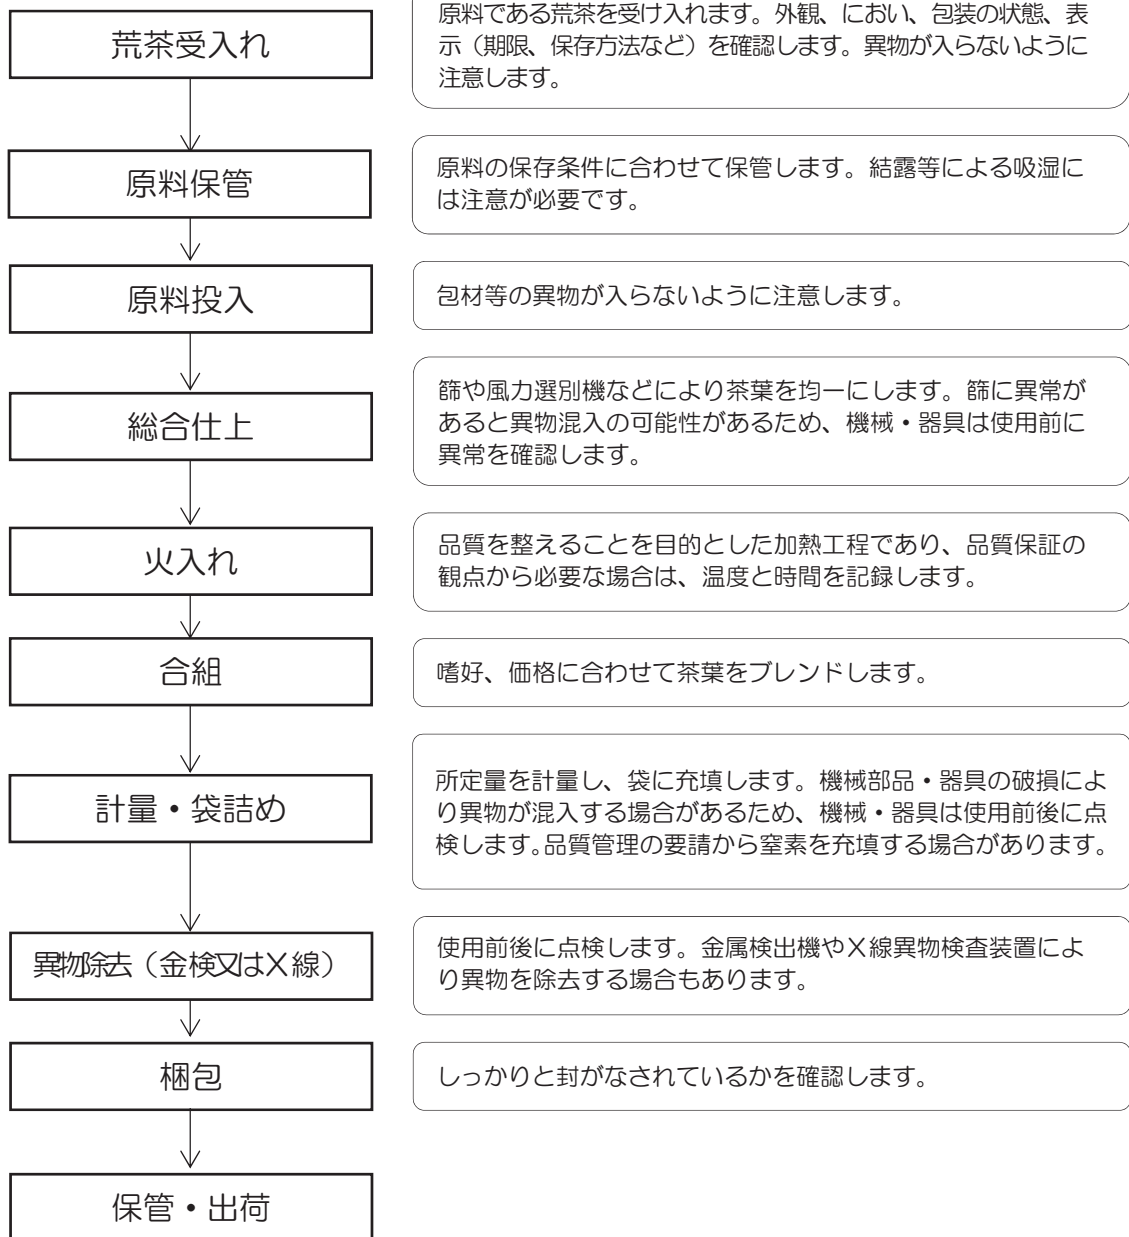 荒茶受入れ
原料である荒茶を受け入れます。外観、におい、包装の状態、表
示（期限、保存方法など）を確認します。異物が入らないように
注意します。
原料保管
原料の保存条件に合わせて保管します。結露等による吸湿に
は注意が必要です。
原料投入
包材等の異物が入らないように注意します。
総合仕上
篩や風力選別機などにより茶葉を均一にします。篩に異常が
あると異物混入の可能性があるため、機械・器具は使用前に
異常を確認します。
火入れ
品質を整えることを目的とした加熱工程であり、品質保証の
観点から必要な場合は、温度と時間を記録します。
合組
嗜好、価格に合わせて茶葉をブレンドします。
計量・袋詰め
所定量を計量し、袋に充填します。機械部品・器具の破損によ
り異物が混入する場合があるため、機械・器具は使用前後に点
検します。品質管理の要請から窒素を充填する場合があります。
異物除去（金検又はＸ線）
使用前後に点検します。金属検出機やＸ線異物検査装置によ
り異物を除去する場合もあります。
梱包
しっかりと封がなされているかを確認します。
保管・出荷